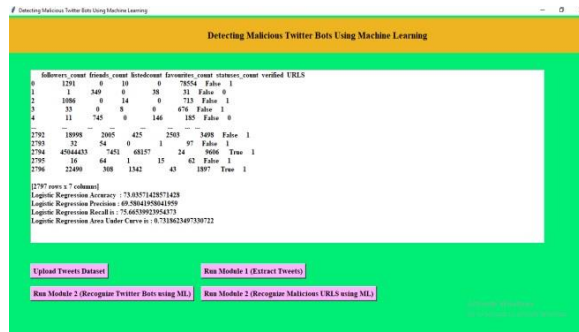 Detecting Malicious Twitter Bots Using Machine Learning
Detecting Malicious Twitter Bots Using Machine Learning
followers_count friends_count listedcount favourites_count statuses_count verified URLS
0 1291 0 10 0 78554 False 1
1 1 349 0 38 31 False 0
2 1086 0 14 0 713 False 1
3 33 0 8 0 676 False 1
4 11 745 0 146 185 False 0
... ... ... ... ... ... ... ...
2792 18998 2005 425 2503 3498 False 1
2793 32 54 0 1 97 False 1
2794 45044433 7451 68157 24 9606 True 1
2795 16 64 1 15 62 False 1
2796 22490 308 1342 43 1897 True 1
[2797 rows x 7 columns]
Logistic Regression Accuracy : 73.03571428571428
Logistic Regression Precision : 69.58041958041959
Logistic Regression Recall is : 75.66539923954373
Logistic Regression Area Under Curve is : 0.7318623497330722
Upload Tweets Dataset
Run Module 1 (Extract Tweets)
Run Module 2 (Recognize Twitter Bots using ML)
Run Module 2 (Recognize Malicious URLS using ML)